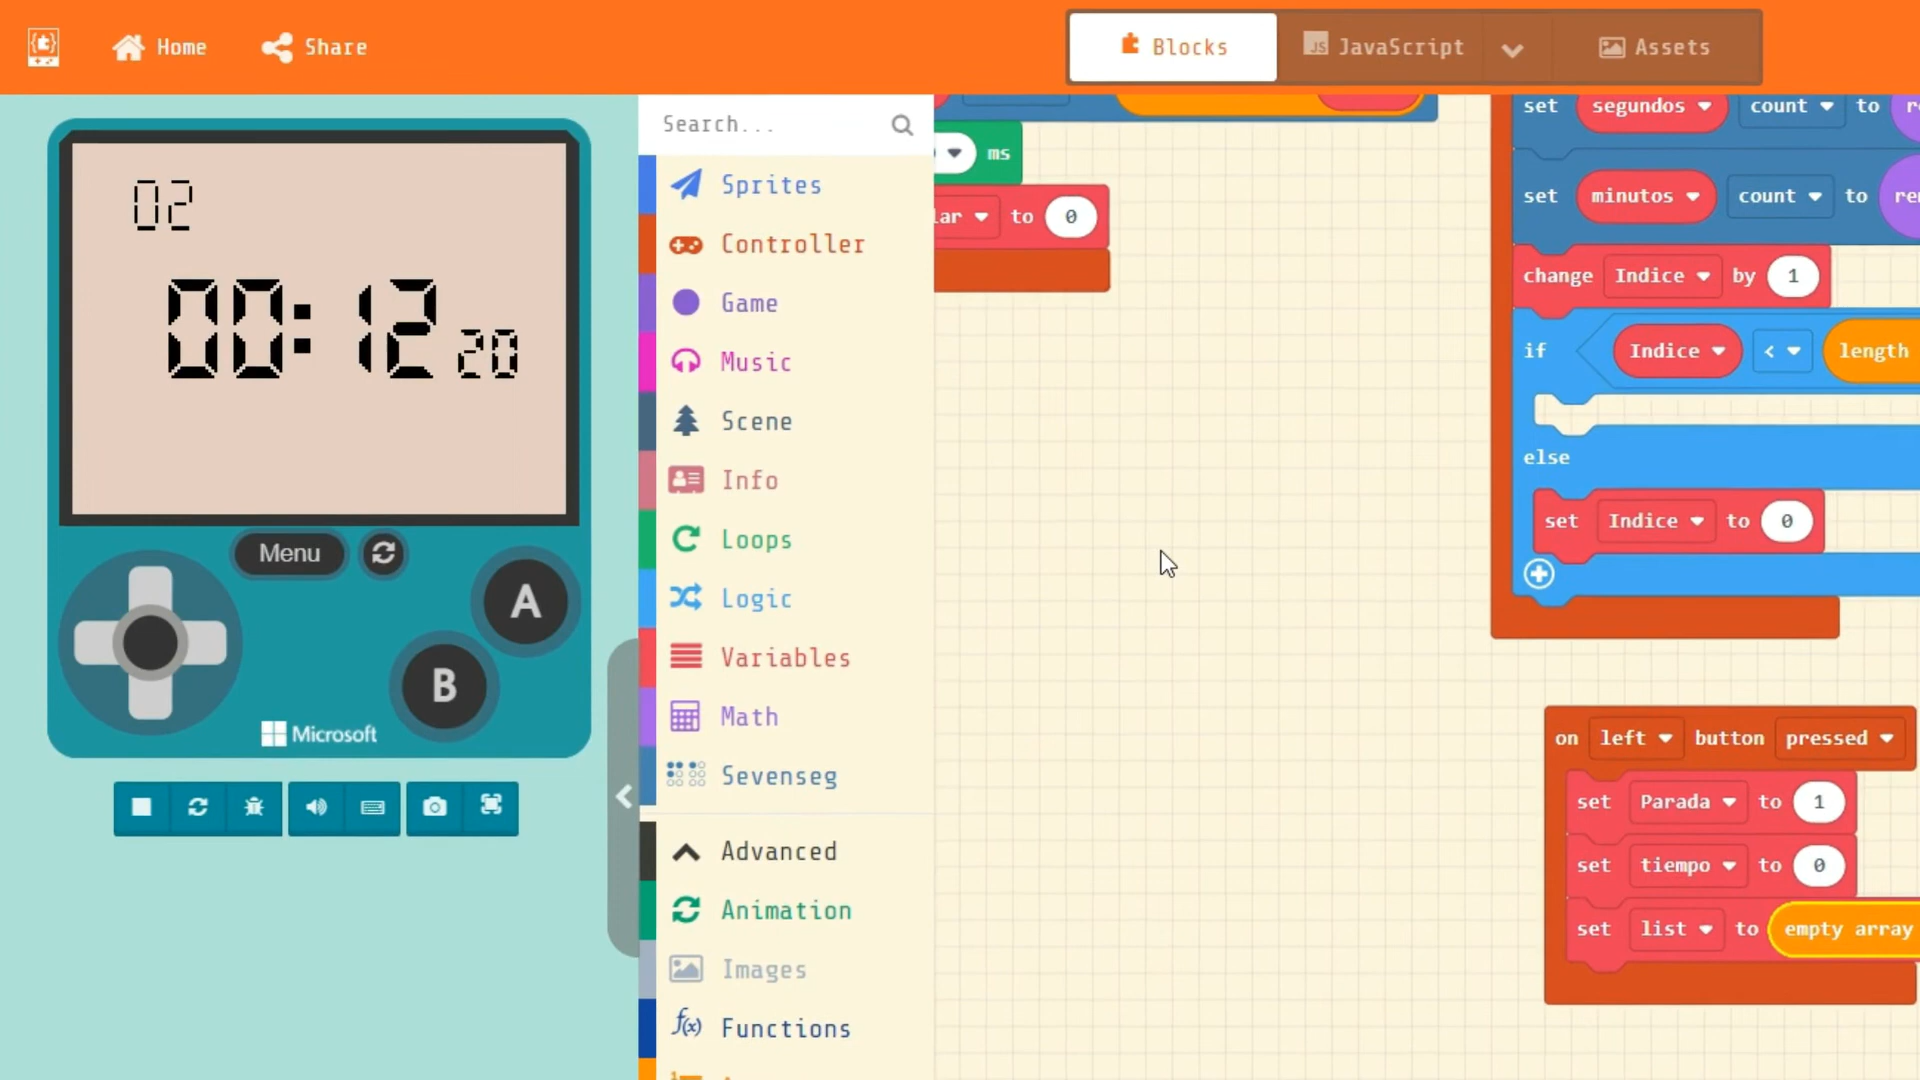 Home
Share
Blocks
JavaScript
Assets
02
00:12 20
Menu
A
B
Microsoft
Search...
Sprites
Controller
Game
Music
Scene
Info
Loops
Logic
Variables
Math
Sevenseg
Advanced
Animation
Images
Functions
ms
lar to 0
set segundos count to
set minutos count to
change Indice by 1
if Indice < length
else
set Indice to 0
on left button pressed
set Parada to 1
set tiempo to 0
set list to empty array